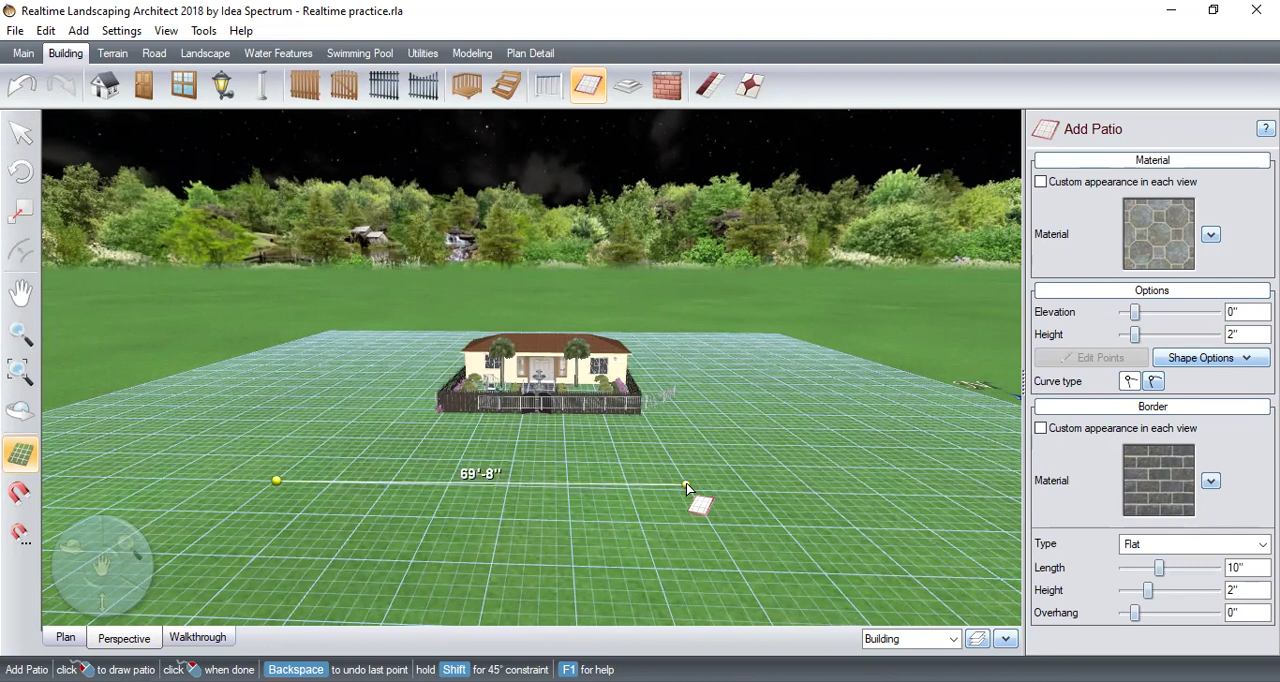 Realtime Landscaping Architect 2018 by Idea Spectrum - Realtime practice.rla
File Edit Add Settings View Tools Help
Main Building Terrain Road Landscape Water Features Swimming Pool Utilities Modeling Plan Detail
Add Patio ?
Material
Custom appearance in each view
Material
Options
Elevation 0"
Height 2"
Edit Points Shape Options
Curve type
Border
Custom appearance in each view
69'-8"
Material
Type Flat
Length 10"
Height 2"
Overhang 0"
Plan Perspective Walkthrough Building
Add Patio click to draw patio click when done Backspace to undo last point hold Shift for 45° constraint F1 for help